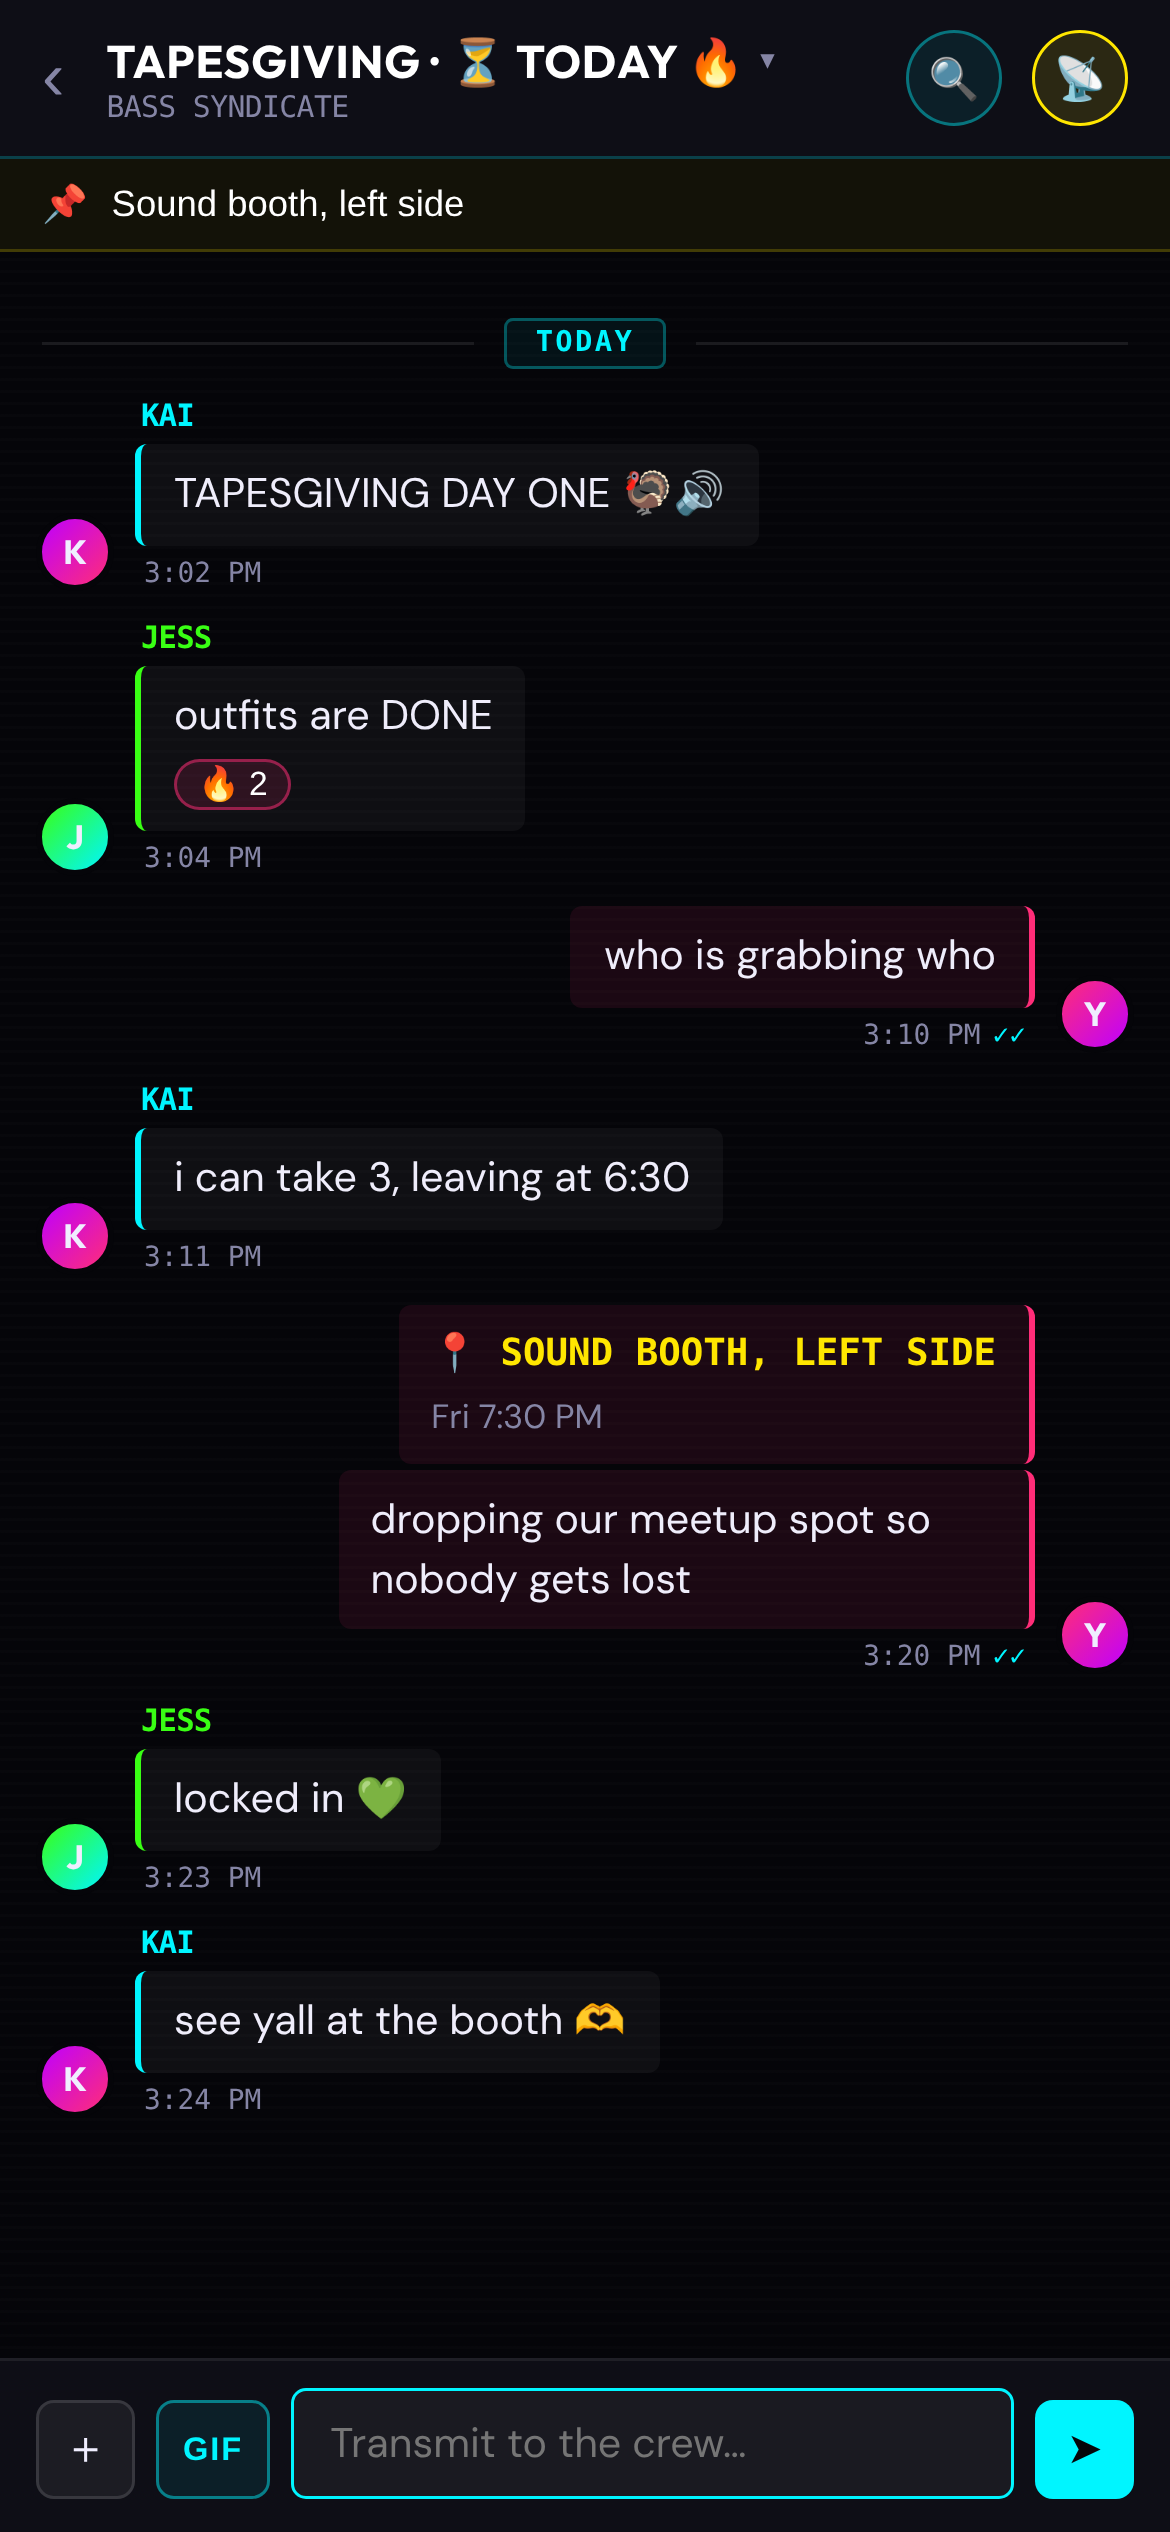 ‹ TAPESGIVING · ⏳ TODAY 🔥 ▼
BASS SYNDICATE
🔍 📡
📌 Sound booth, left side
TODAY
KAI
TAPESGIVING DAY ONE 🦃🔊
K
3:02 PM
JESS
outfits are DONE
🔥 2
J
3:04 PM
who is grabbing who
Y
3:10 PM ✓✓
KAI
i can take 3, leaving at 6:30
K
3:11 PM
📍 SOUND BOOTH, LEFT SIDE
Fri 7:30 PM
dropping our meetup spot so
nobody gets lost
Y
3:20 PM ✓✓
JESS
locked in 💚
J
3:23 PM
KAI
see yall at the booth 🫶
K
3:24 PM
+ GIF Transmit to the crew... ➤